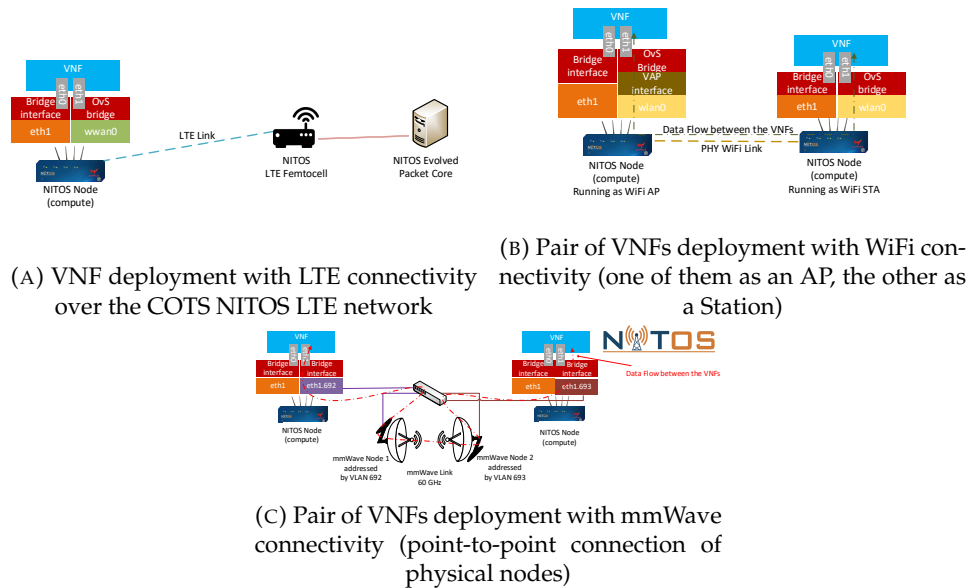 VNF
eth0
eth1
Bridge
interface
OvS
bridge
eth1
wwan0
NITOS Node
(compute)
LTE Link
NITOS
LTE Femtocell
NITOS Evolved
Packet Core
(A) VNF deployment with LTE connectivity
over the COTS NITOS LTE network
VNF
eth0
eth1
Bridge
interface
OvS
Bridge
VAP
interface
eth1
wlan0
NITOS Node
(compute)
Running as WiFi AP
Data Flow between the VNFs
PHY WiFi Link
VNF
eth0
eth1
Bridge
interface
OvS
bridge
eth1
wlan0
NITOS Node
(compute)
Running as WiFi STA
(B) Pair of VNFs deployment with WiFi con-
nectivity (one of them as an AP, the other as
a Station)
VNF
Bridge
interface
Bridge
interface
eth1
eth1.692
NITOS Node
(compute)
mmWave Node 1
addressed
by VLAN 692
mmWave Link
60 GHz
mmWave Node 2
addressed
by VLAN 693
NITOS
VNF
Bridge
interface
Bridge
interface
eth1
eth1.693
NITOS Node
(compute)
Data Flow between the VNFs
(C) Pair of VNFs deployment with mmWave
connectivity (point-to-point connection of
physical nodes)